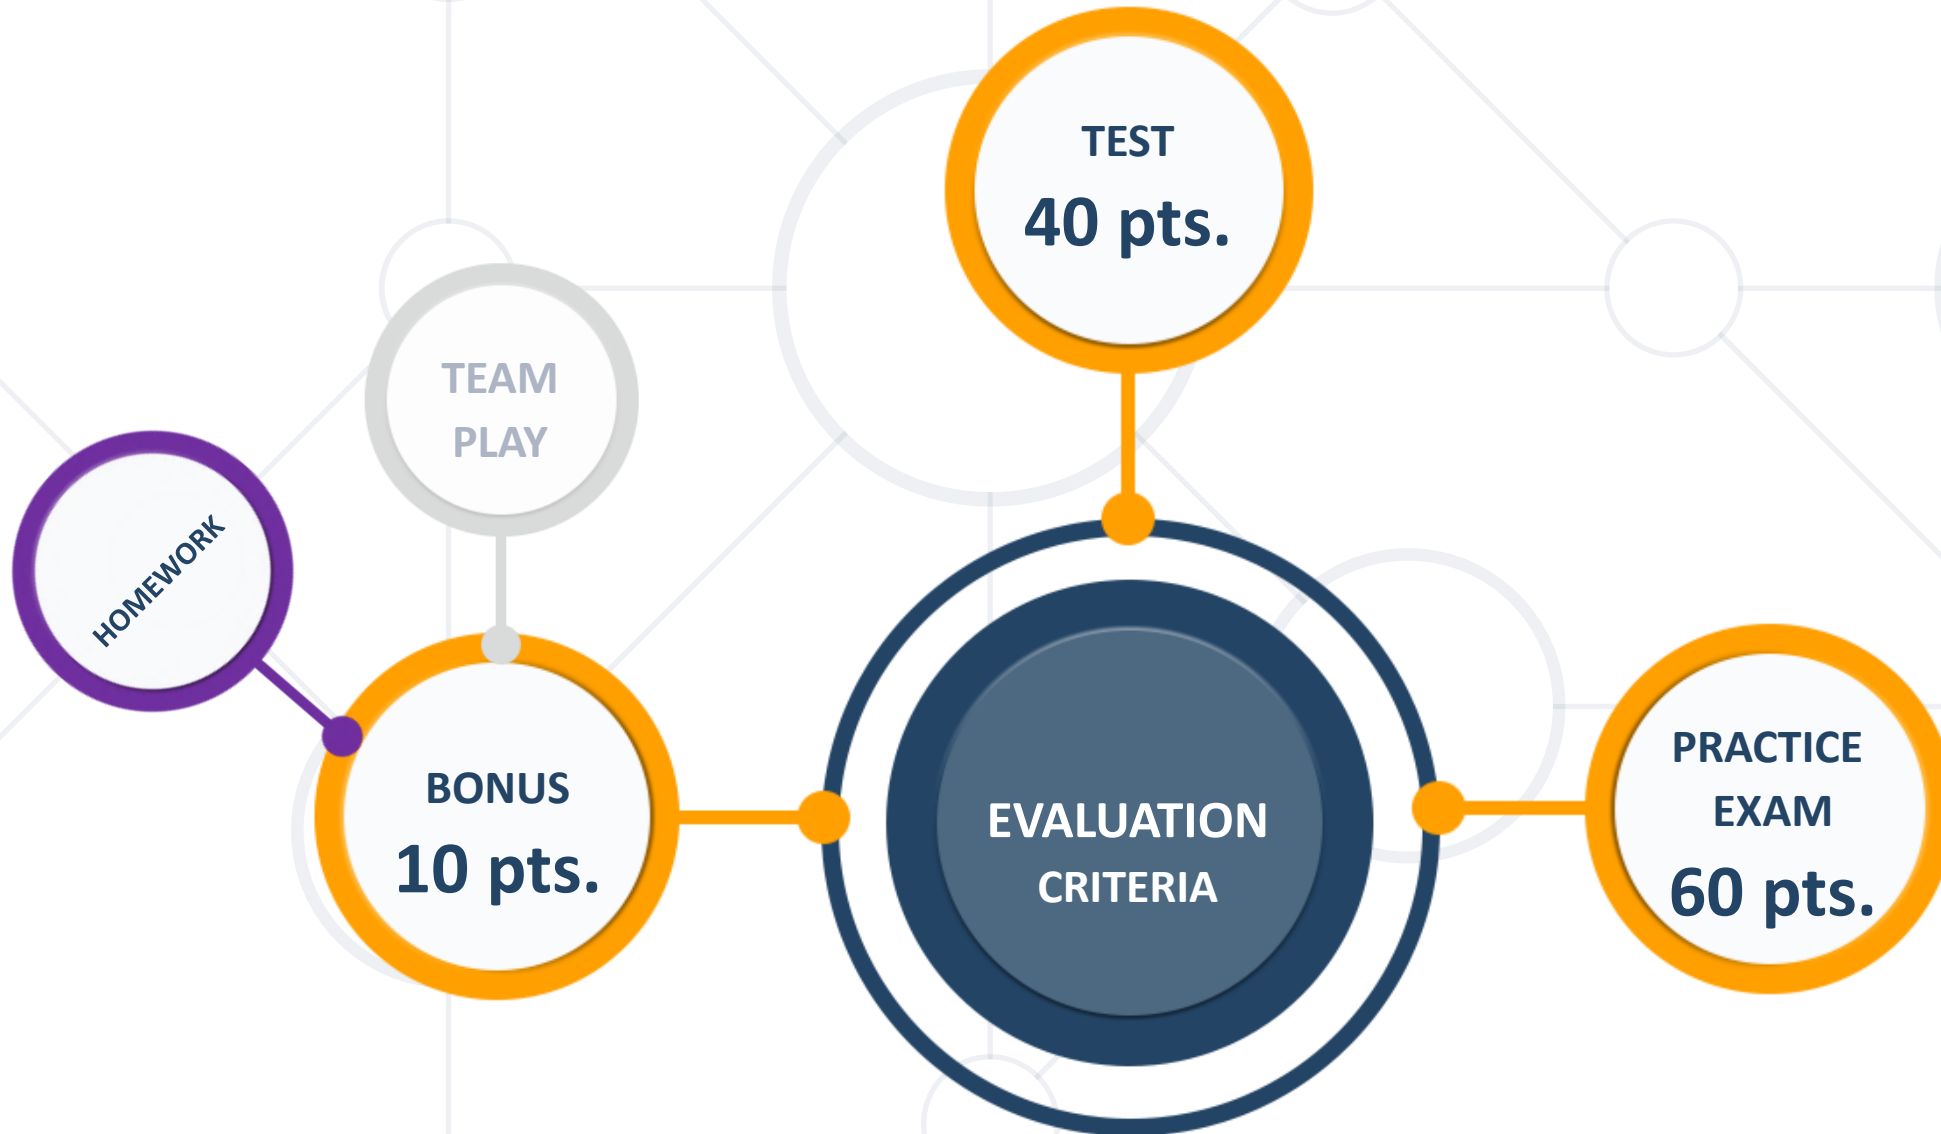 TEST
40 pts.
TEAM
PLAY
HOMEWORK
BONUS
10 pts.
EVALUATION
CRITERIA
PRACTICE
EXAM
60 pts.